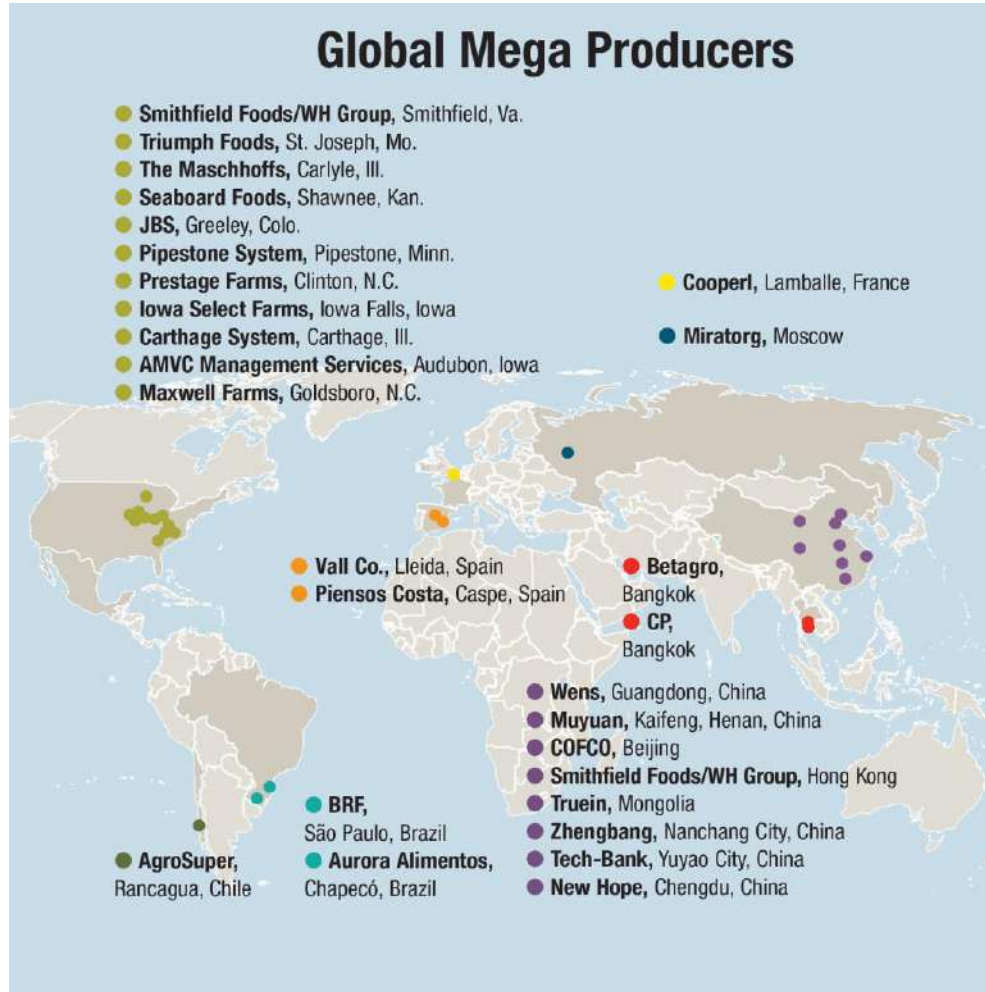 Global Mega Producers
Smithfield Foods/WH Group, Smithfield, Va.
Triumph Foods, St. Joseph, Mo.
The Maschhoffs, Carlyle, Ill.
Seaboard Foods, Shawnee, Kan.
JBS, Greeley, Colo.
Pipestone System, Pipestone, Minn.
Prestage Farms, Clinton, N.C.
Iowa Select Farms, Iowa Falls, Iowa
Carthage System, Carthage, Ill.
AMVC Management Services, Audubon, Iowa
Maxwell Farms, Goldsboro, N.C.
Cooperl, Lamballe, France
Miratorg, Moscow
Vall Co., Lleida, Spain
Piensos Costa, Caspe, Spain
Betagro,
Bangkok
CP,
Bangkok
Wens, Guangdong, China
Muyuan, Kaifeng, Henan, China
COFCO, Beijing
Smithfield Foods/WH Group, Hong Kong
Truein, Mongolia
Zhengbang, Nanchang City, China
Tech-Bank, Yuyao City, China
New Hope, Chengdu, China
BRF,
São Paulo, Brazil
Aurora Alimentos,
Chapecó, Brazil
AgroSuper,
Rancagua, Chile